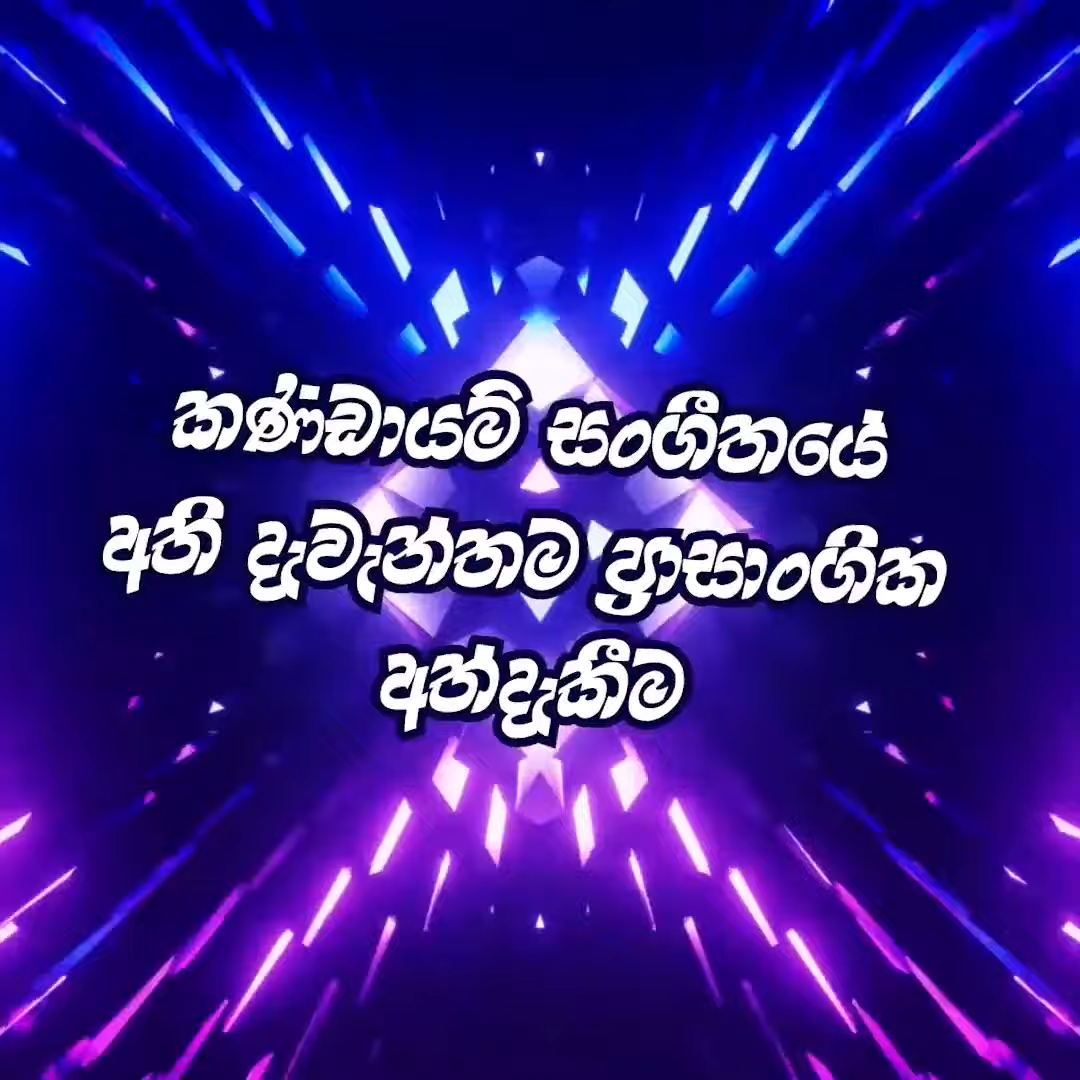 කණ්ඩායම් සංගීතයේ
අති දැවැන්තම ප්‍රාසාංගික
අත්දැකීම